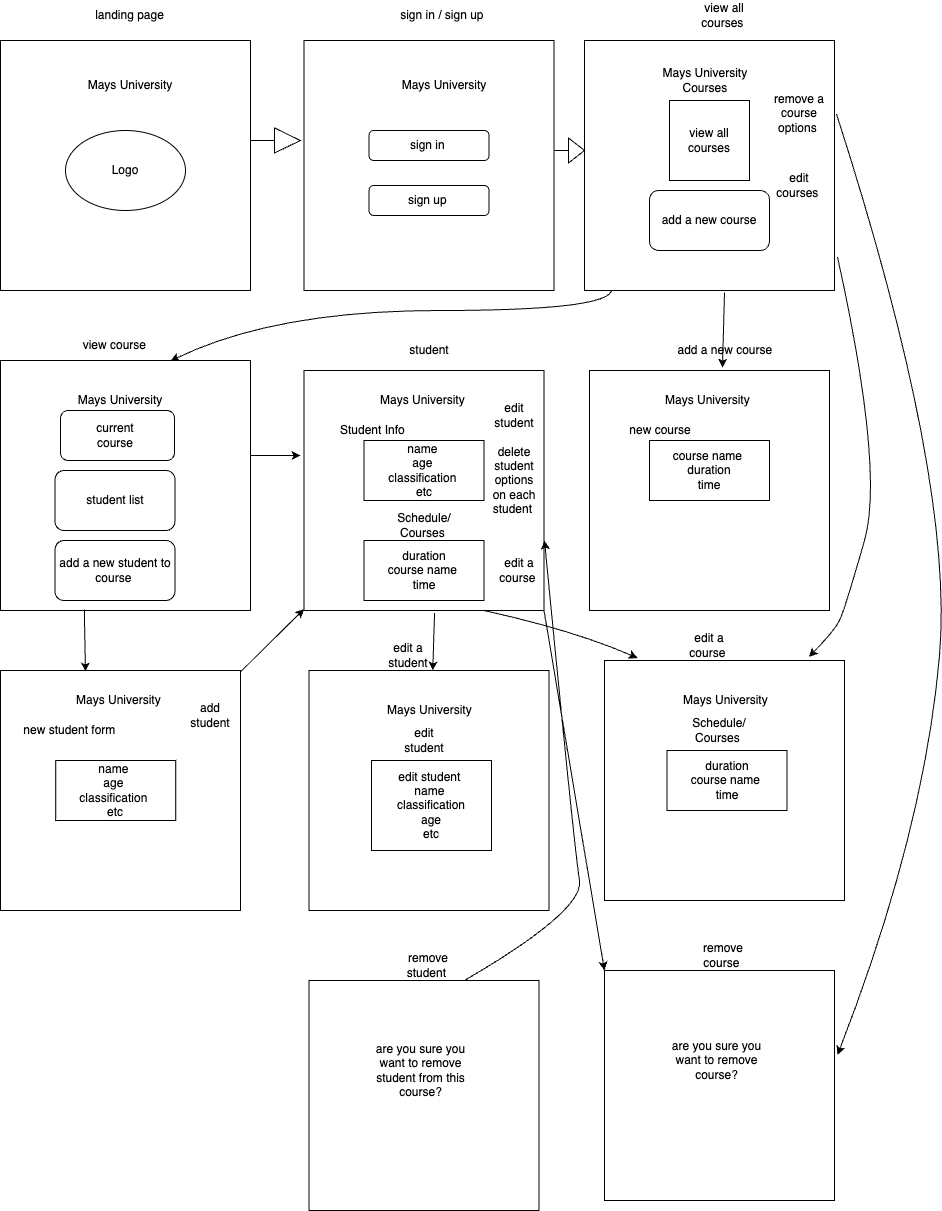 landing page
sign in / sign up
view all
courses
Mays University
Logo
Mays University
sign in
sign up
Mays University
Courses
view all
courses
add a new course
remove a
course
options
edit
courses
view course
student
add a new course
Mays University
current
course
student list
add a new student to
course
Mays University
Student Info
name
age
classification
etc
Schedule/
Courses
duration
course name
time
edit
student
delete
student
options
on each
student
edit a
course
Mays University
new course
course name
duration
time
Mays University
new student form
add
student
name
age
classification
etc
edit a
student
Mays University
edit
student
edit student
name
classification
age
etc
edit a
course
Mays University
Schedule/
Courses
duration
course name
time
remove
student
are you sure you
want to remove
student from this
course?
remove
course
are you sure you
want to remove
course?